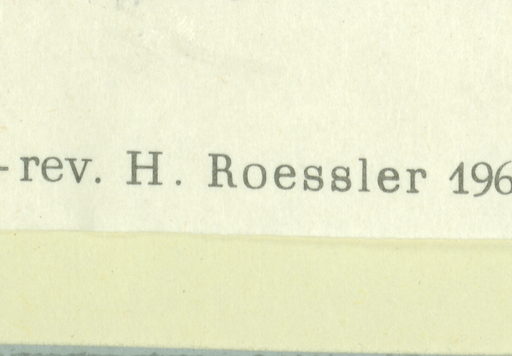 -rev. H. Roessler 196